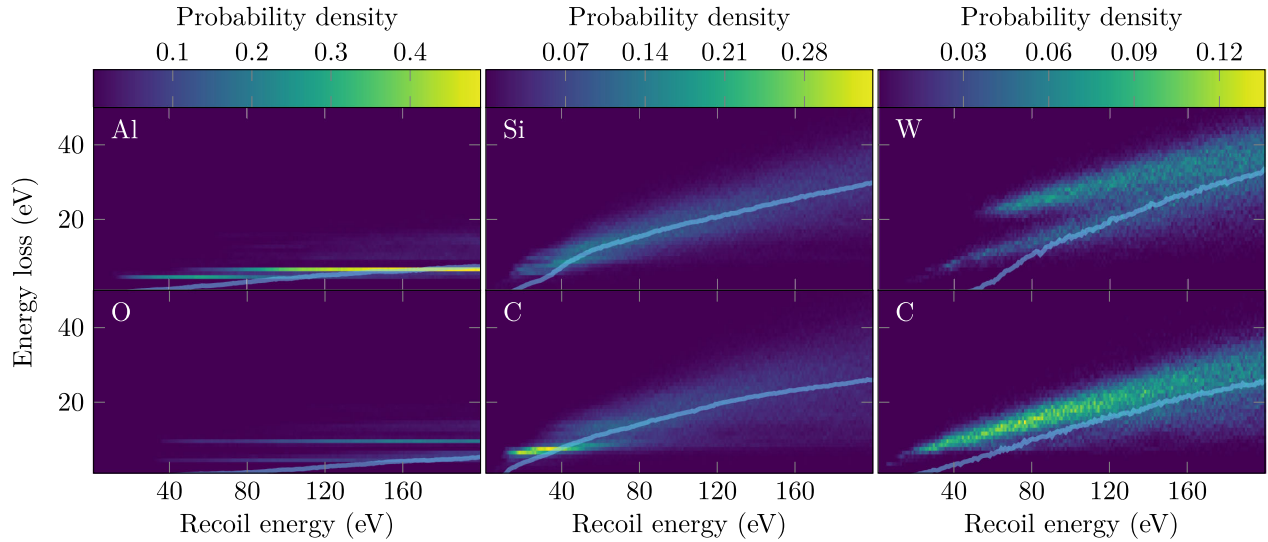 Probability density Probability density Probability density
0.1 0.2 0.3 0.4 0.07 0.14 0.21 0.28 0.03 0.06 0.09 0.12
Al Si W
40
20
O C C
40
20
Energy loss (eV)
40 80 120 160 40 80 120 160 40 80 120 160
Recoil energy (eV) Recoil energy (eV) Recoil energy (eV)